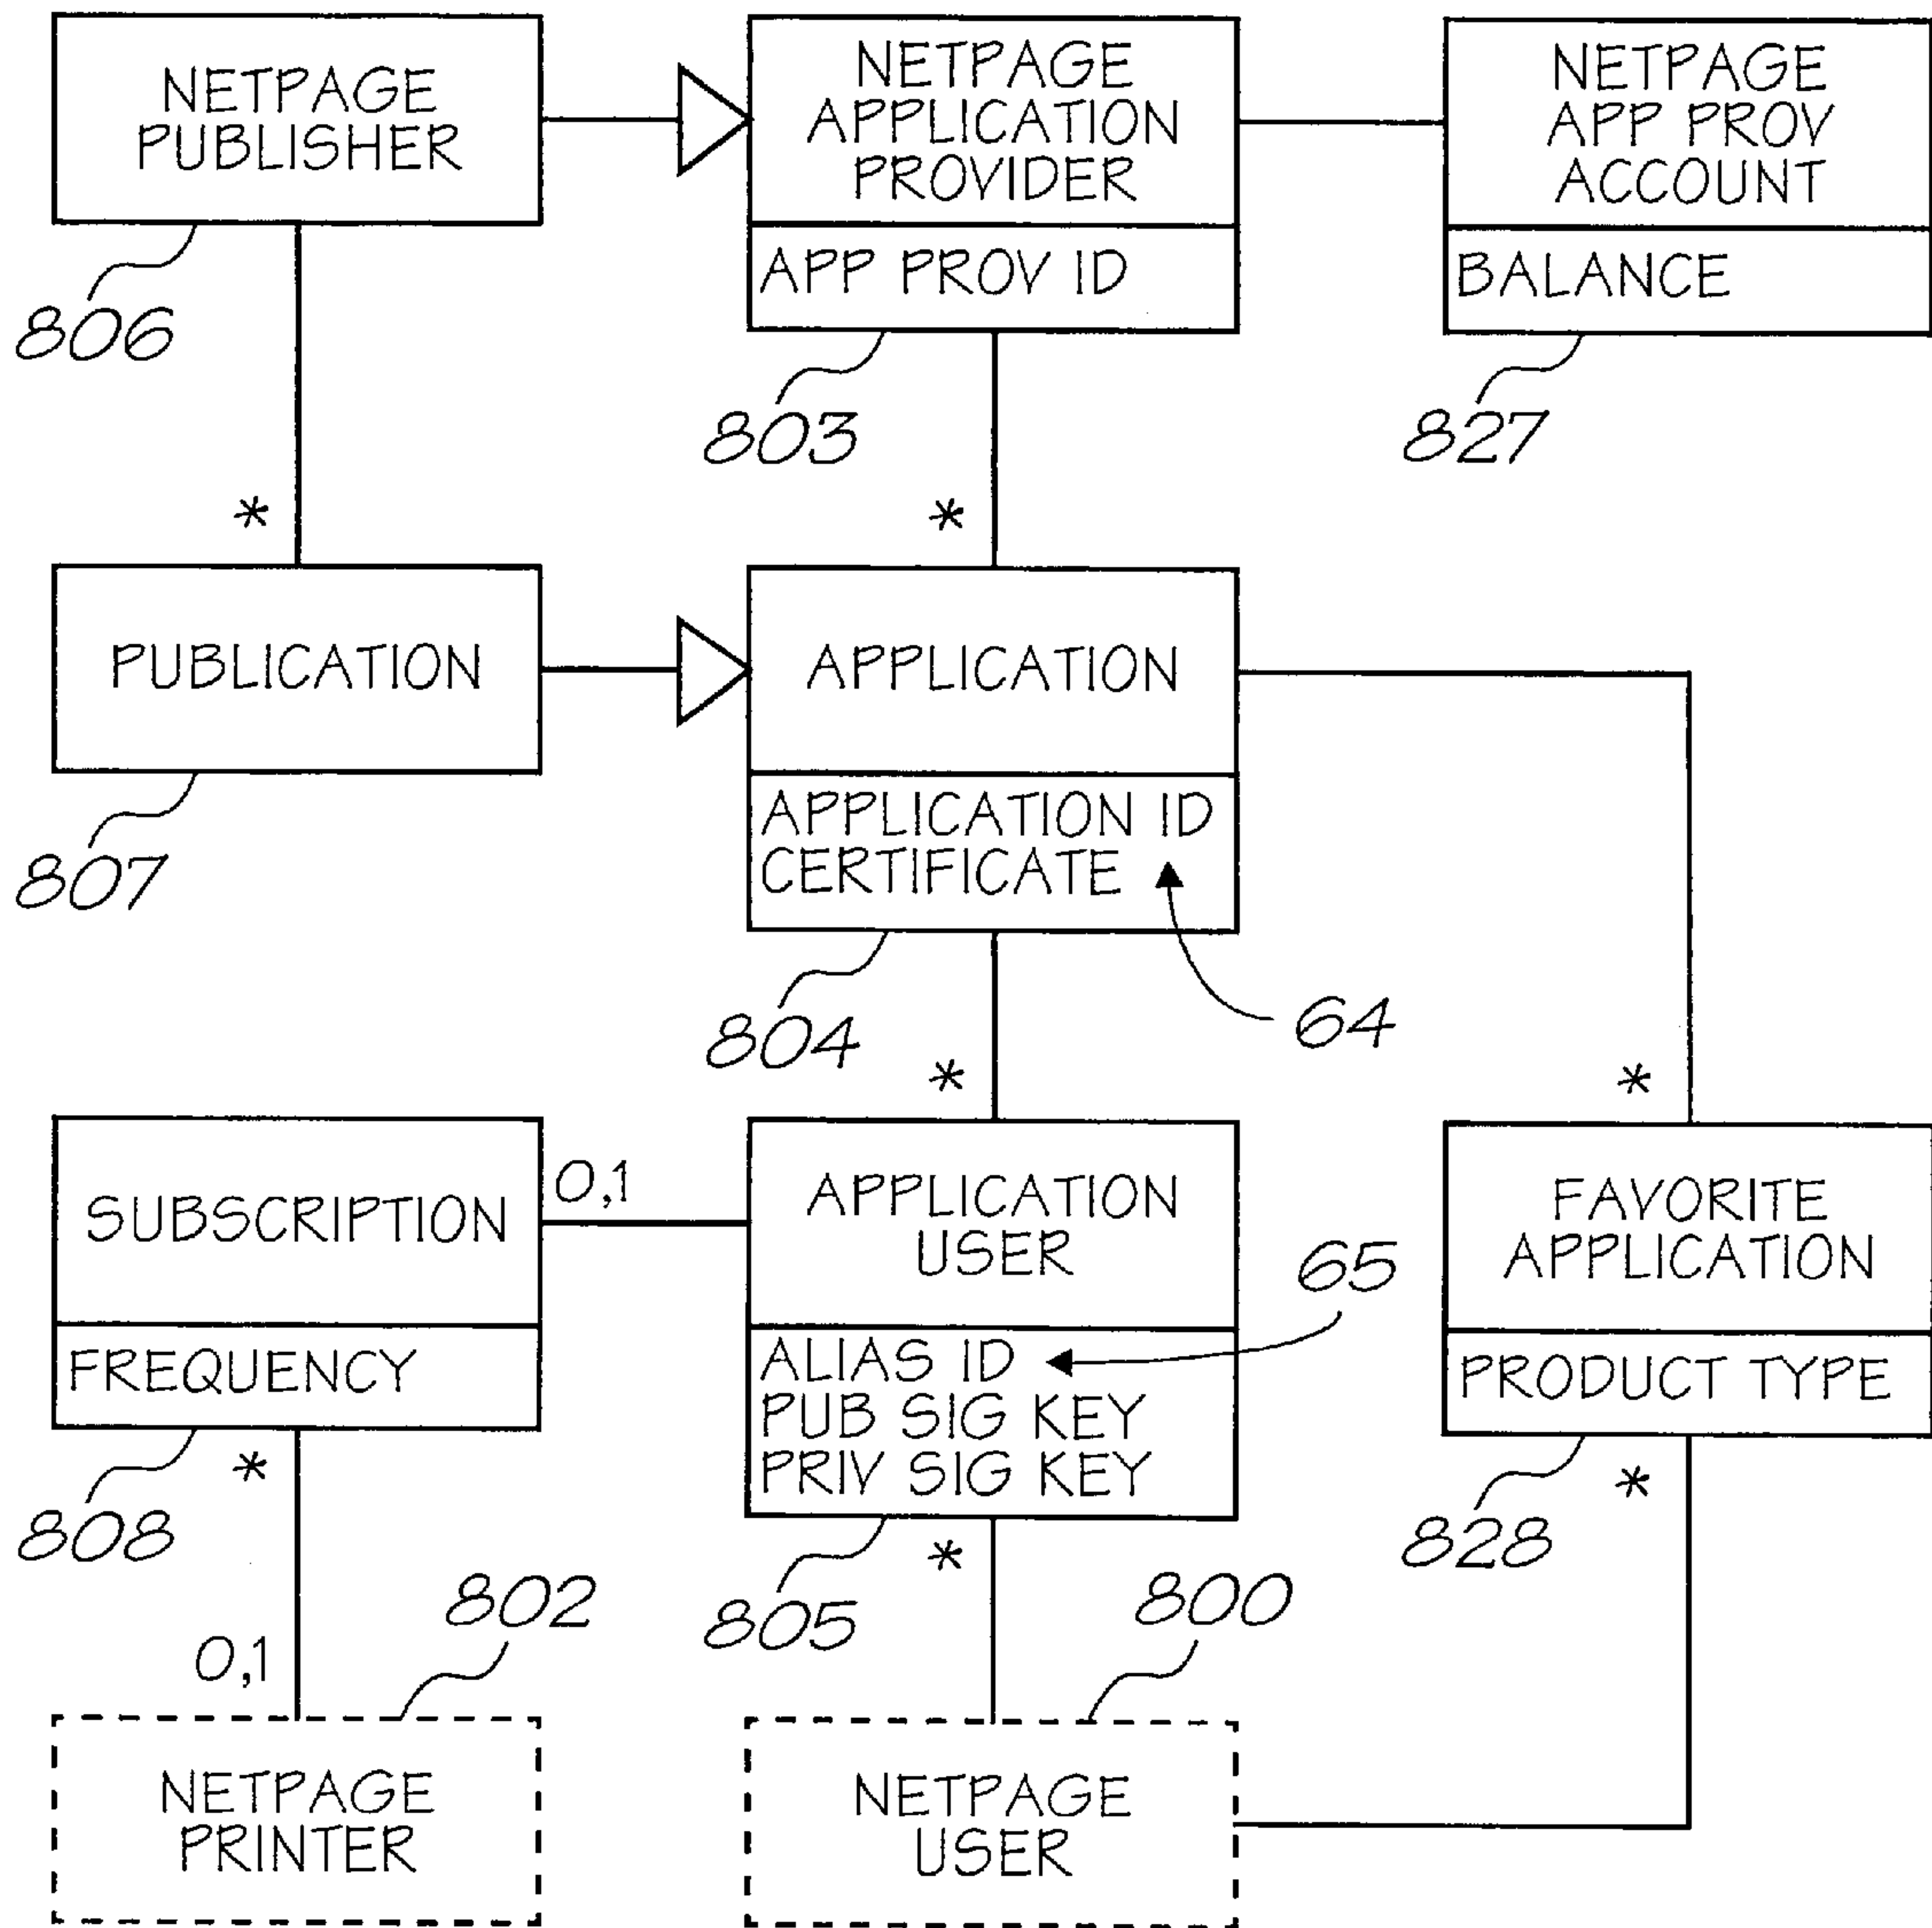 NETPAGE
PUBLISHER
NETPAGE
APPLICATION
PROVIDER
APP PROV ID
NETPAGE
APP PROV
ACCOUNT
BALANCE
806
803
827
*
*
PUBLICATION
APPLICATION
APPLICATION ID
CERTIFICATE
807
804
64
*
*
SUBSCRIPTION
FREQUENCY
0,1
APPLICATION
USER
ALIAS ID
PUB SIG KEY
PRIV SIG KEY
65
FAVORITE
APPLICATION
PRODUCT TYPE
808
*
805
*
828
*
802
800
0,1
NETPAGE
PRINTER
NETPAGE
USER